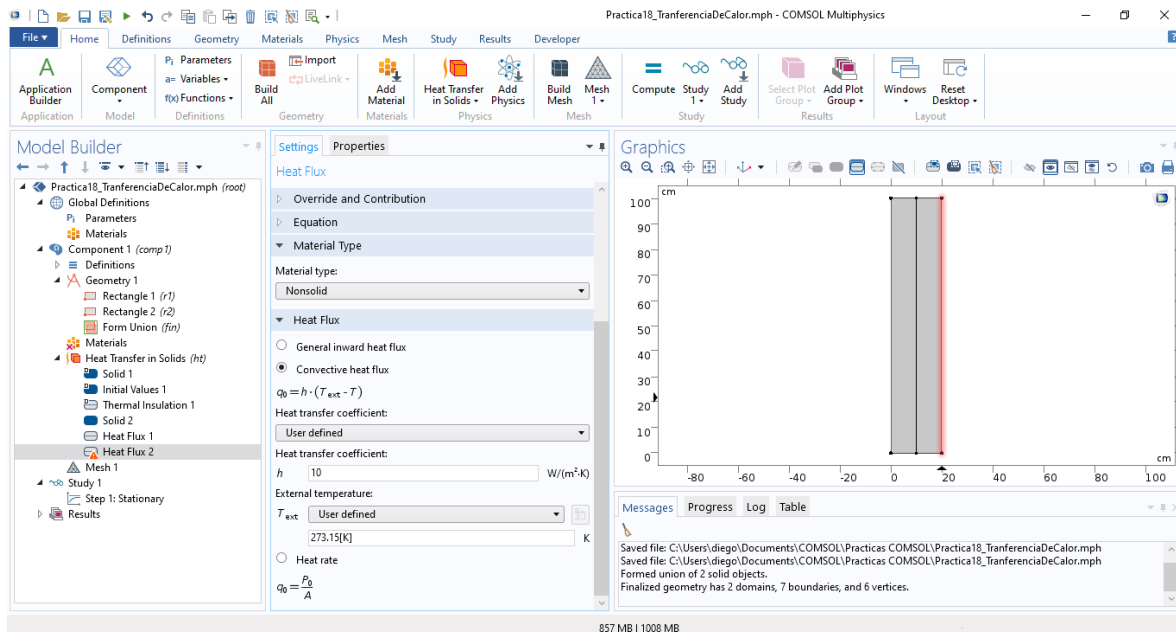 Practica18_TranferenciaDeCalor.mph - COMSOL Multiphysics
File ▾ Home Definitions Geometry Materials Physics Mesh Study Results Developer
Application Builder
Application
Component
Model
Pi Parameters
a= Variables
f(x) Functions
Definitions
Build All
Import
LiveLink
Geometry
Add Material
Materials
Heat Transfer in Solids
Add Physics
Physics
Build Mesh
Mesh 1
Mesh
Compute
Study 1
Add Study
Study
Select Plot Group
Add Plot Group
Results
Windows
Reset Desktop
Layout
Model Builder
Practica18_TranferenciaDeCalor.mph (root)
Global Definitions
Pi Parameters
Materials
Component 1 (comp1)
Definitions
Geometry 1
Rectangle 1 (r1)
Rectangle 2 (r2)
Form Union (fin)
Materials
Heat Transfer in Solids (ht)
Solid 1
Initial Values 1
Thermal Insulation 1
Solid 2
Heat Flux 1
Heat Flux 2
Mesh 1
Study 1
Step 1: Stationary
Results
Settings Properties
Heat Flux
Override and Contribution
Equation
Material Type
Material type:
Nonsolid
Heat Flux
General inward heat flux
Convective heat flux
q0 = h · (Text - T)
Heat transfer coefficient:
User defined
Heat transfer coefficient:
h 10 W/(m²·K)
External temperature:
Text User defined
273.15[K] K
Heat rate
q0 = P0/A
Graphics
cm
100
90
80
70
60
50
40
30
20
10
0
cm
-80 -60 -40 -20 0 20 40 60 80 100
Messages Progress Log Table
Saved file: C:\Users\diego\Documents\COMSOL\Practicas COMSOL\Practica18_TranferenciaDeCalor.mph
Saved file: C:\Users\diego\Documents\COMSOL\Practicas COMSOL\Practica18_TranferenciaDeCalor.mph
Formed union of 2 solid objects.
Finalized geometry has 2 domains, 7 boundaries, and 6 vertices.
857 MB | 1008 MB